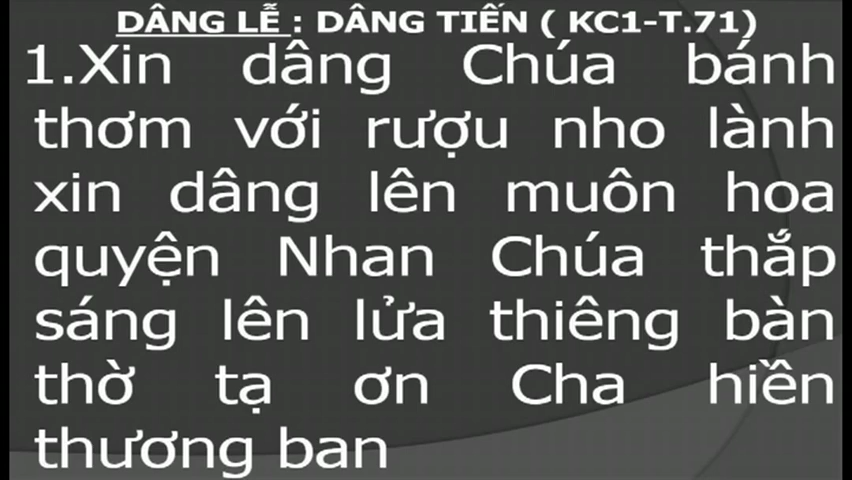 DÂNG LỄ : DÂNG TIẾN ( KC1-T.71)
1.Xin dâng Chúa bánh
thơm với rượu nho lành
xin dâng lên muôn hoa
quyện Nhan Chúa thắp
sáng lên lửa thiêng bàn
thờ tạ ơn Cha hiền
thương ban